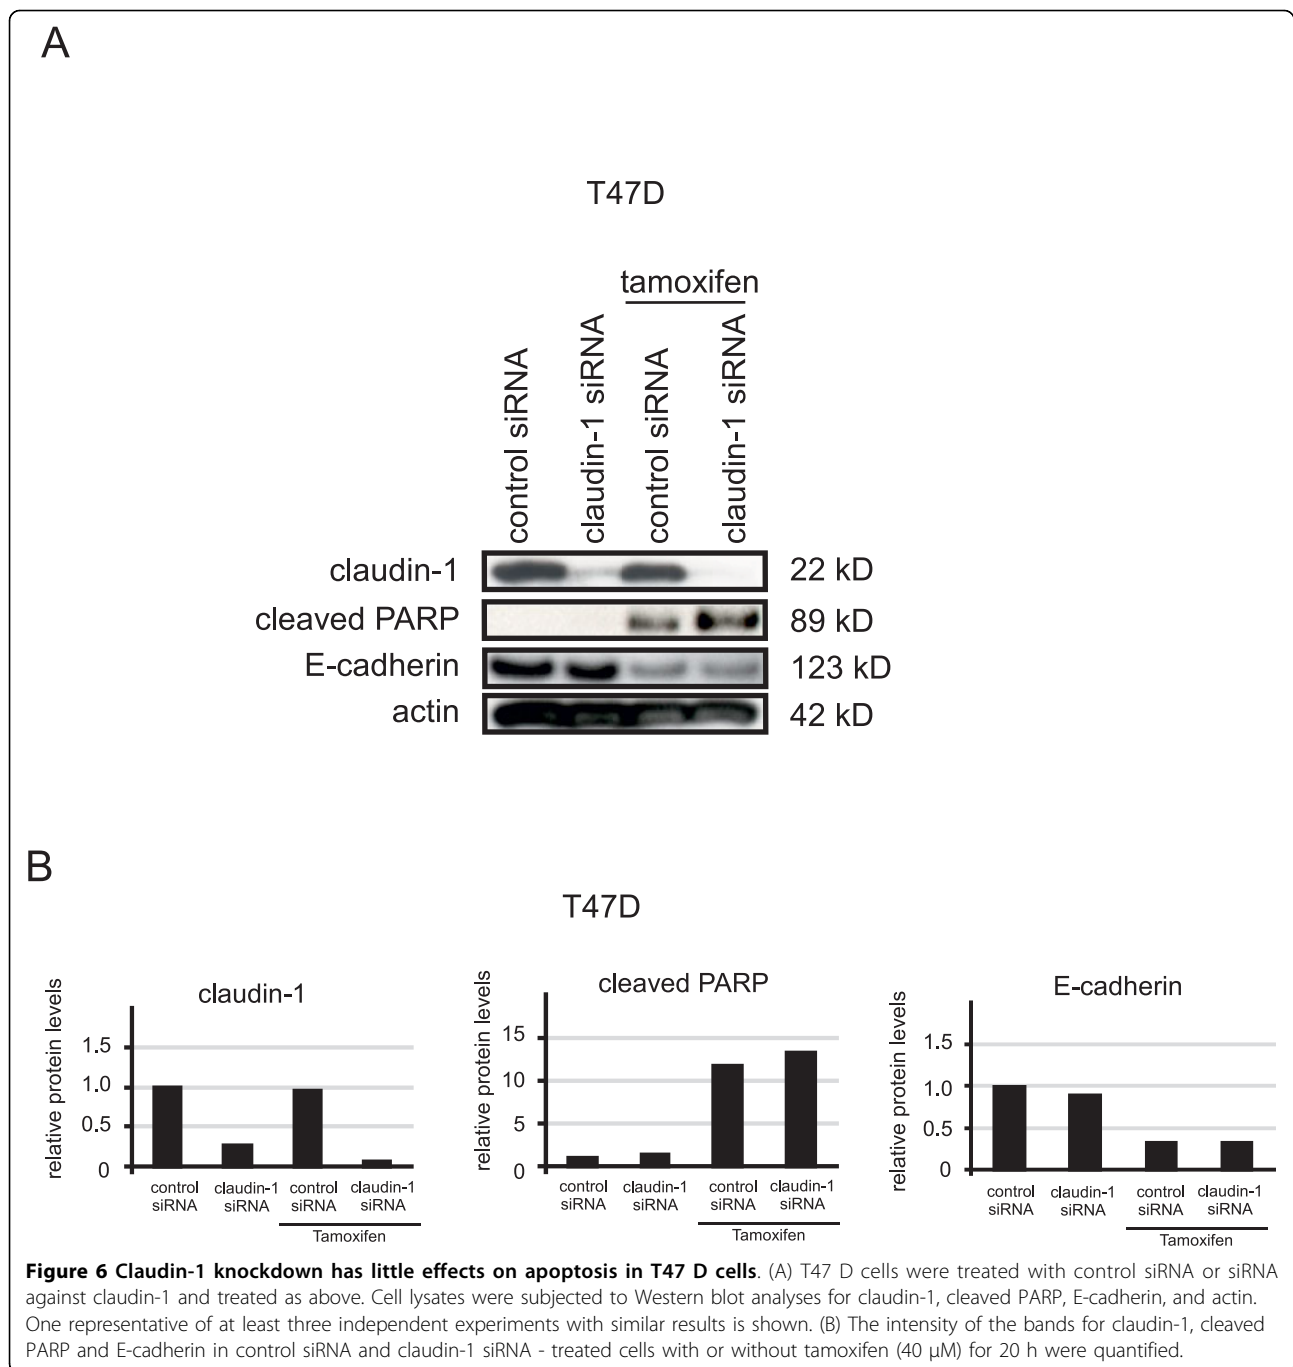 A
T47D
tamoxifen
control siRNA
claudin-1 siRNA
control siRNA
claudin-1 siRNA
claudin-1 22 kD
cleaved PARP 89 kD
E-cadherin 123 kD
actin 42 kD
B
T47D
claudin-1
relative protein levels
1.5
1.0
0.5
0
control siRNA
claudin-1 siRNA
control siRNA
claudin-1 siRNA
Tamoxifen
cleaved PARP
relative protein levels
15
10
5
0
control siRNA
claudin-1 siRNA
control siRNA
claudin-1 siRNA
Tamoxifen
E-cadherin
relative protein levels
1.5
1.0
0.5
0
control siRNA
claudin-1 siRNA
control siRNA
claudin-1 siRNA
Tamoxifen
Figure 6 Claudin-1 knockdown has little effects on apoptosis in T47 D cells. (A) T47 D cells were treated with control siRNA or siRNA
against claudin-1 and treated as above. Cell lysates were subjected to Western blot analyses for claudin-1, cleaved PARP, E-cadherin, and actin.
One representative of at least three independent experiments with similar results is shown. (B) The intensity of the bands for claudin-1, cleaved
PARP and E-cadherin in control siRNA and claudin-1 siRNA - treated cells with or without tamoxifen (40 μM) for 20 h were quantified.